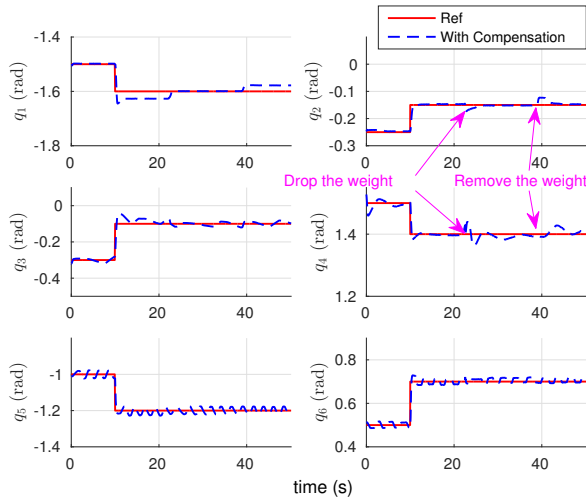 Ref
With Compensation
-1.4
-1.6
-1.8
q1 (rad)
0 20 40
0
-0.1
-0.2
-0.3
q2 (rad)
0 20 40
Drop the weight
Remove the weight
0
-0.2
-0.4
q3 (rad)
0 20 40
1.4
1.2
q4 (rad)
0 20 40
-1
-1.2
-1.4
q5 (rad)
0 20 40
0.8
0.6
0.4
q6 (rad)
0 20 40
time (s)